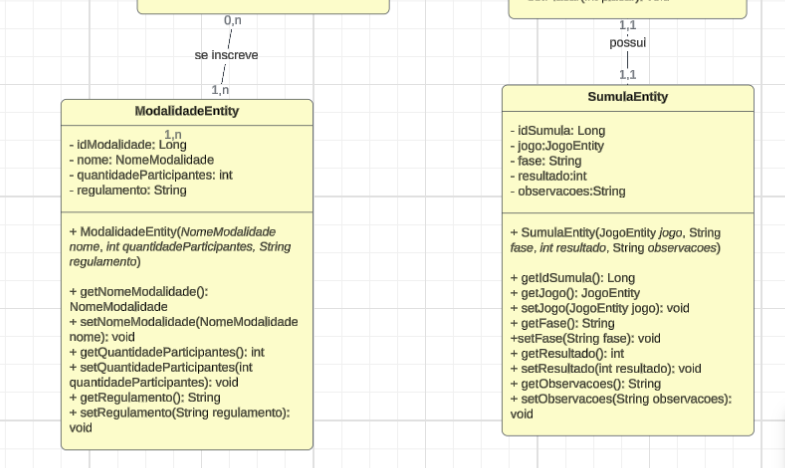 0,n
se inscreve
1,n
ModalidadeEntity
1,n
- idModalidade: Long
- nome: NomeModalidade
- quantidadeParticipantes: int
- regulamento: String
+ ModalidadeEntity(NomeModalidade
nome, int quantidadeParticipantes, String
regulamento)
+ getNomeModalidade():
NomeModalidade
+ setNomeModalidade(NomeModalidade
nome): void
+ getQuantidadeParticipantes(): int
+ setQuantidadeParticipantes(int
quantidadeParticipantes): void
+ getRegulamento(): String
+ setRegulamento(String regulamento):
void
1,1
possui
1,1
SumulaEntity
- idSumula: Long
- jogo:JogoEntity
- fase: String
- resultado:int
- observacoes:String
+ SumulaEntity(JogoEntity jogo, String
fase, int resultado, String observacoes)
+ getIdSumula(): Long
+ getJogo(): JogoEntity
+ setJogo(JogoEntity jogo): void
+ getFase(): String
+setFase(String fase): void
+ getResultado(): int
+ setResultado(int resultado): void
+ getObservacoes(): String
+ setObservacoes(String observacoes):
void